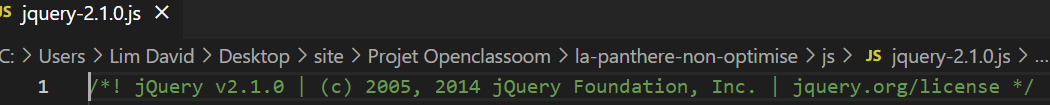 JS jquery-2.1.0.js ×
C: > Users > Lim David > Desktop > site > Projet Openclassoom > la-panthere-non-optimise > js > JS jquery-2.1.0.js > ...
1 /*! jQuery v2.1.0 | (c) 2005, 2014 jQuery Foundation, Inc. | jquery.org/license */